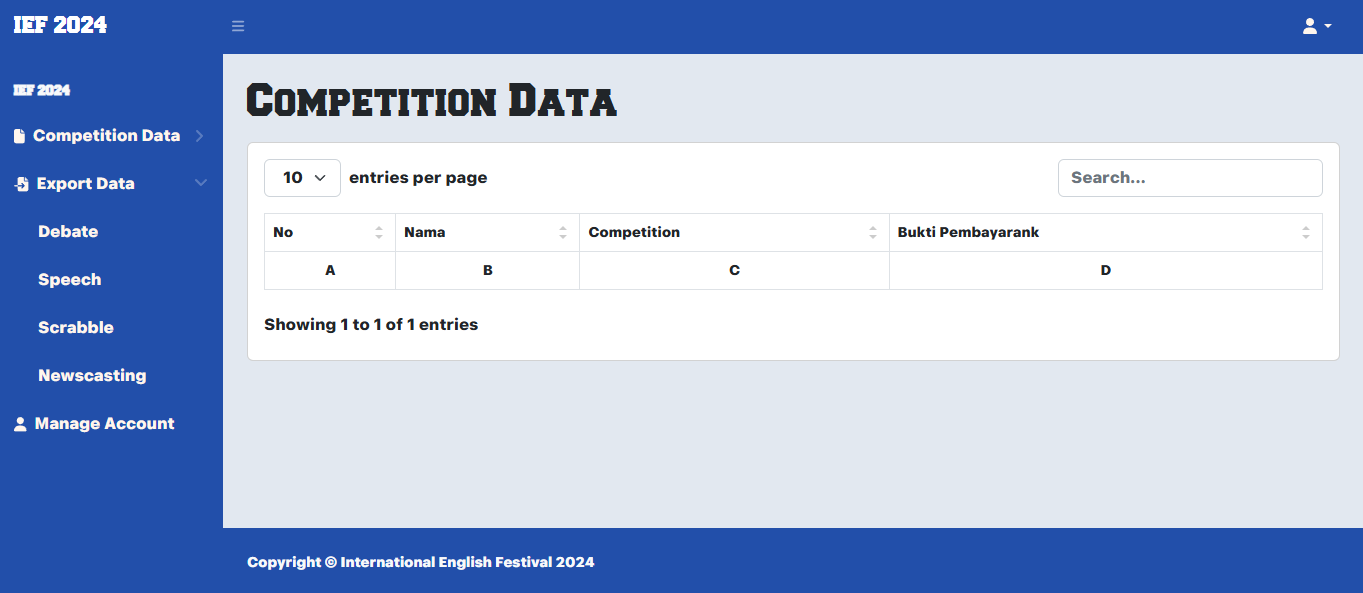 IEF 2024
IEF 2024
Competition Data
Export Data
Debate
Speech
Scrabble
Newscasting
Manage Account
Competition Data
10 entries per page
Search...
No Nama Competition Bukti Pembayarank
A B C D
Showing 1 to 1 of 1 entries
Copyright © International English Festival 2024